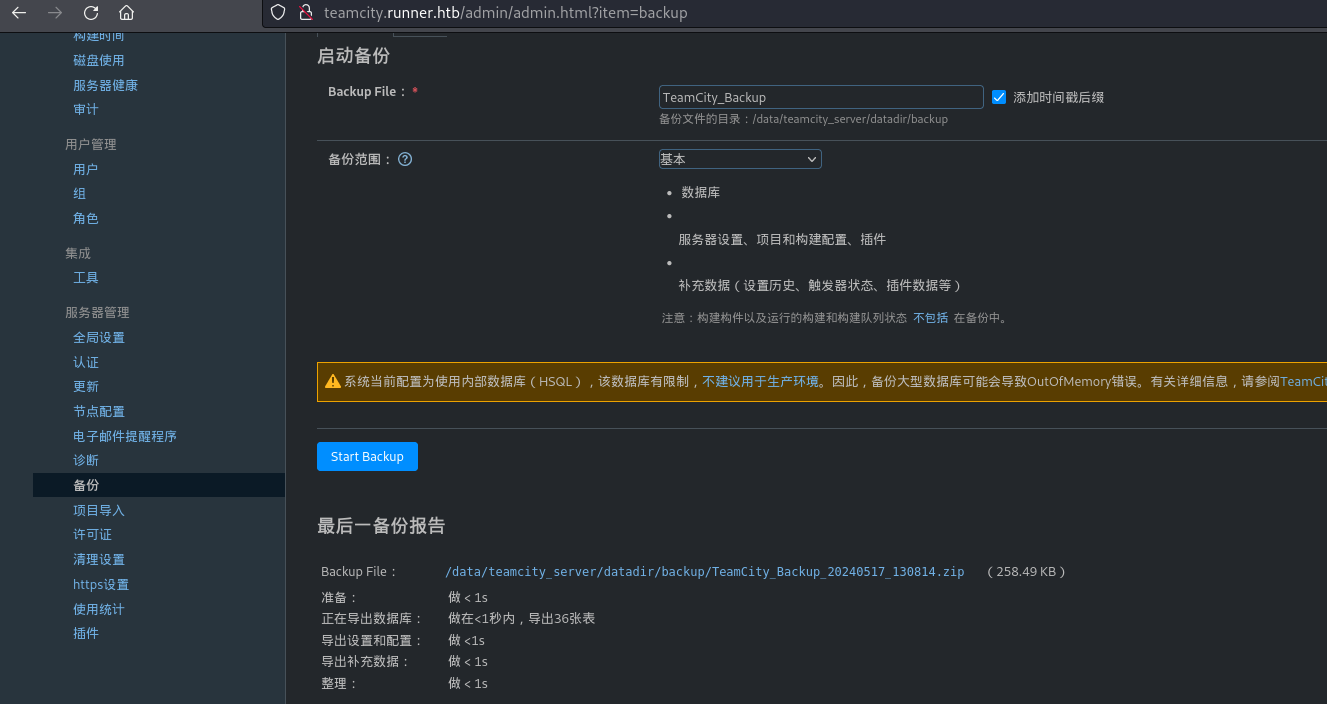 teamcity.runner.htb/admin/admin.html?item=backup
构建时间
磁盘使用
服务器健康
审计
用户管理
用户
组
角色
集成
工具
服务器管理
全局设置
认证
更新
节点配置
电子邮件提醒程序
诊断
备份
项目导入
许可证
清理设置
https设置
使用统计
插件
启动备份
Backup File： *
TeamCity_Backup
添加时间戳后缀
备份文件的目录：/data/teamcity_server/datadir/backup
备份范围： ?
基本
• 数据库
•
服务器设置、项目和构建配置、插件
•
补充数据（设置历史、触发器状态、插件数据等）
注意：构建构件以及运行的构建和构建队列状态 不包括 在备份中。
系统当前配置为使用内部数据库（HSQL），该数据库有限制，不建议用于生产环境。因此，备份大型数据库可能会导致OutOfMemory错误。有关详细信息，请参阅TeamCit
Start Backup
最后一备份报告
Backup File： /data/teamcity_server/datadir/backup/TeamCity_Backup_20240517_130814.zip （258.49 KB）
准备： 做 < 1s
正在导出数据库： 做在<1秒内，导出36张表
导出设置和配置： 做 <1s
导出补充数据： 做 < 1s
整理： 做 < 1s